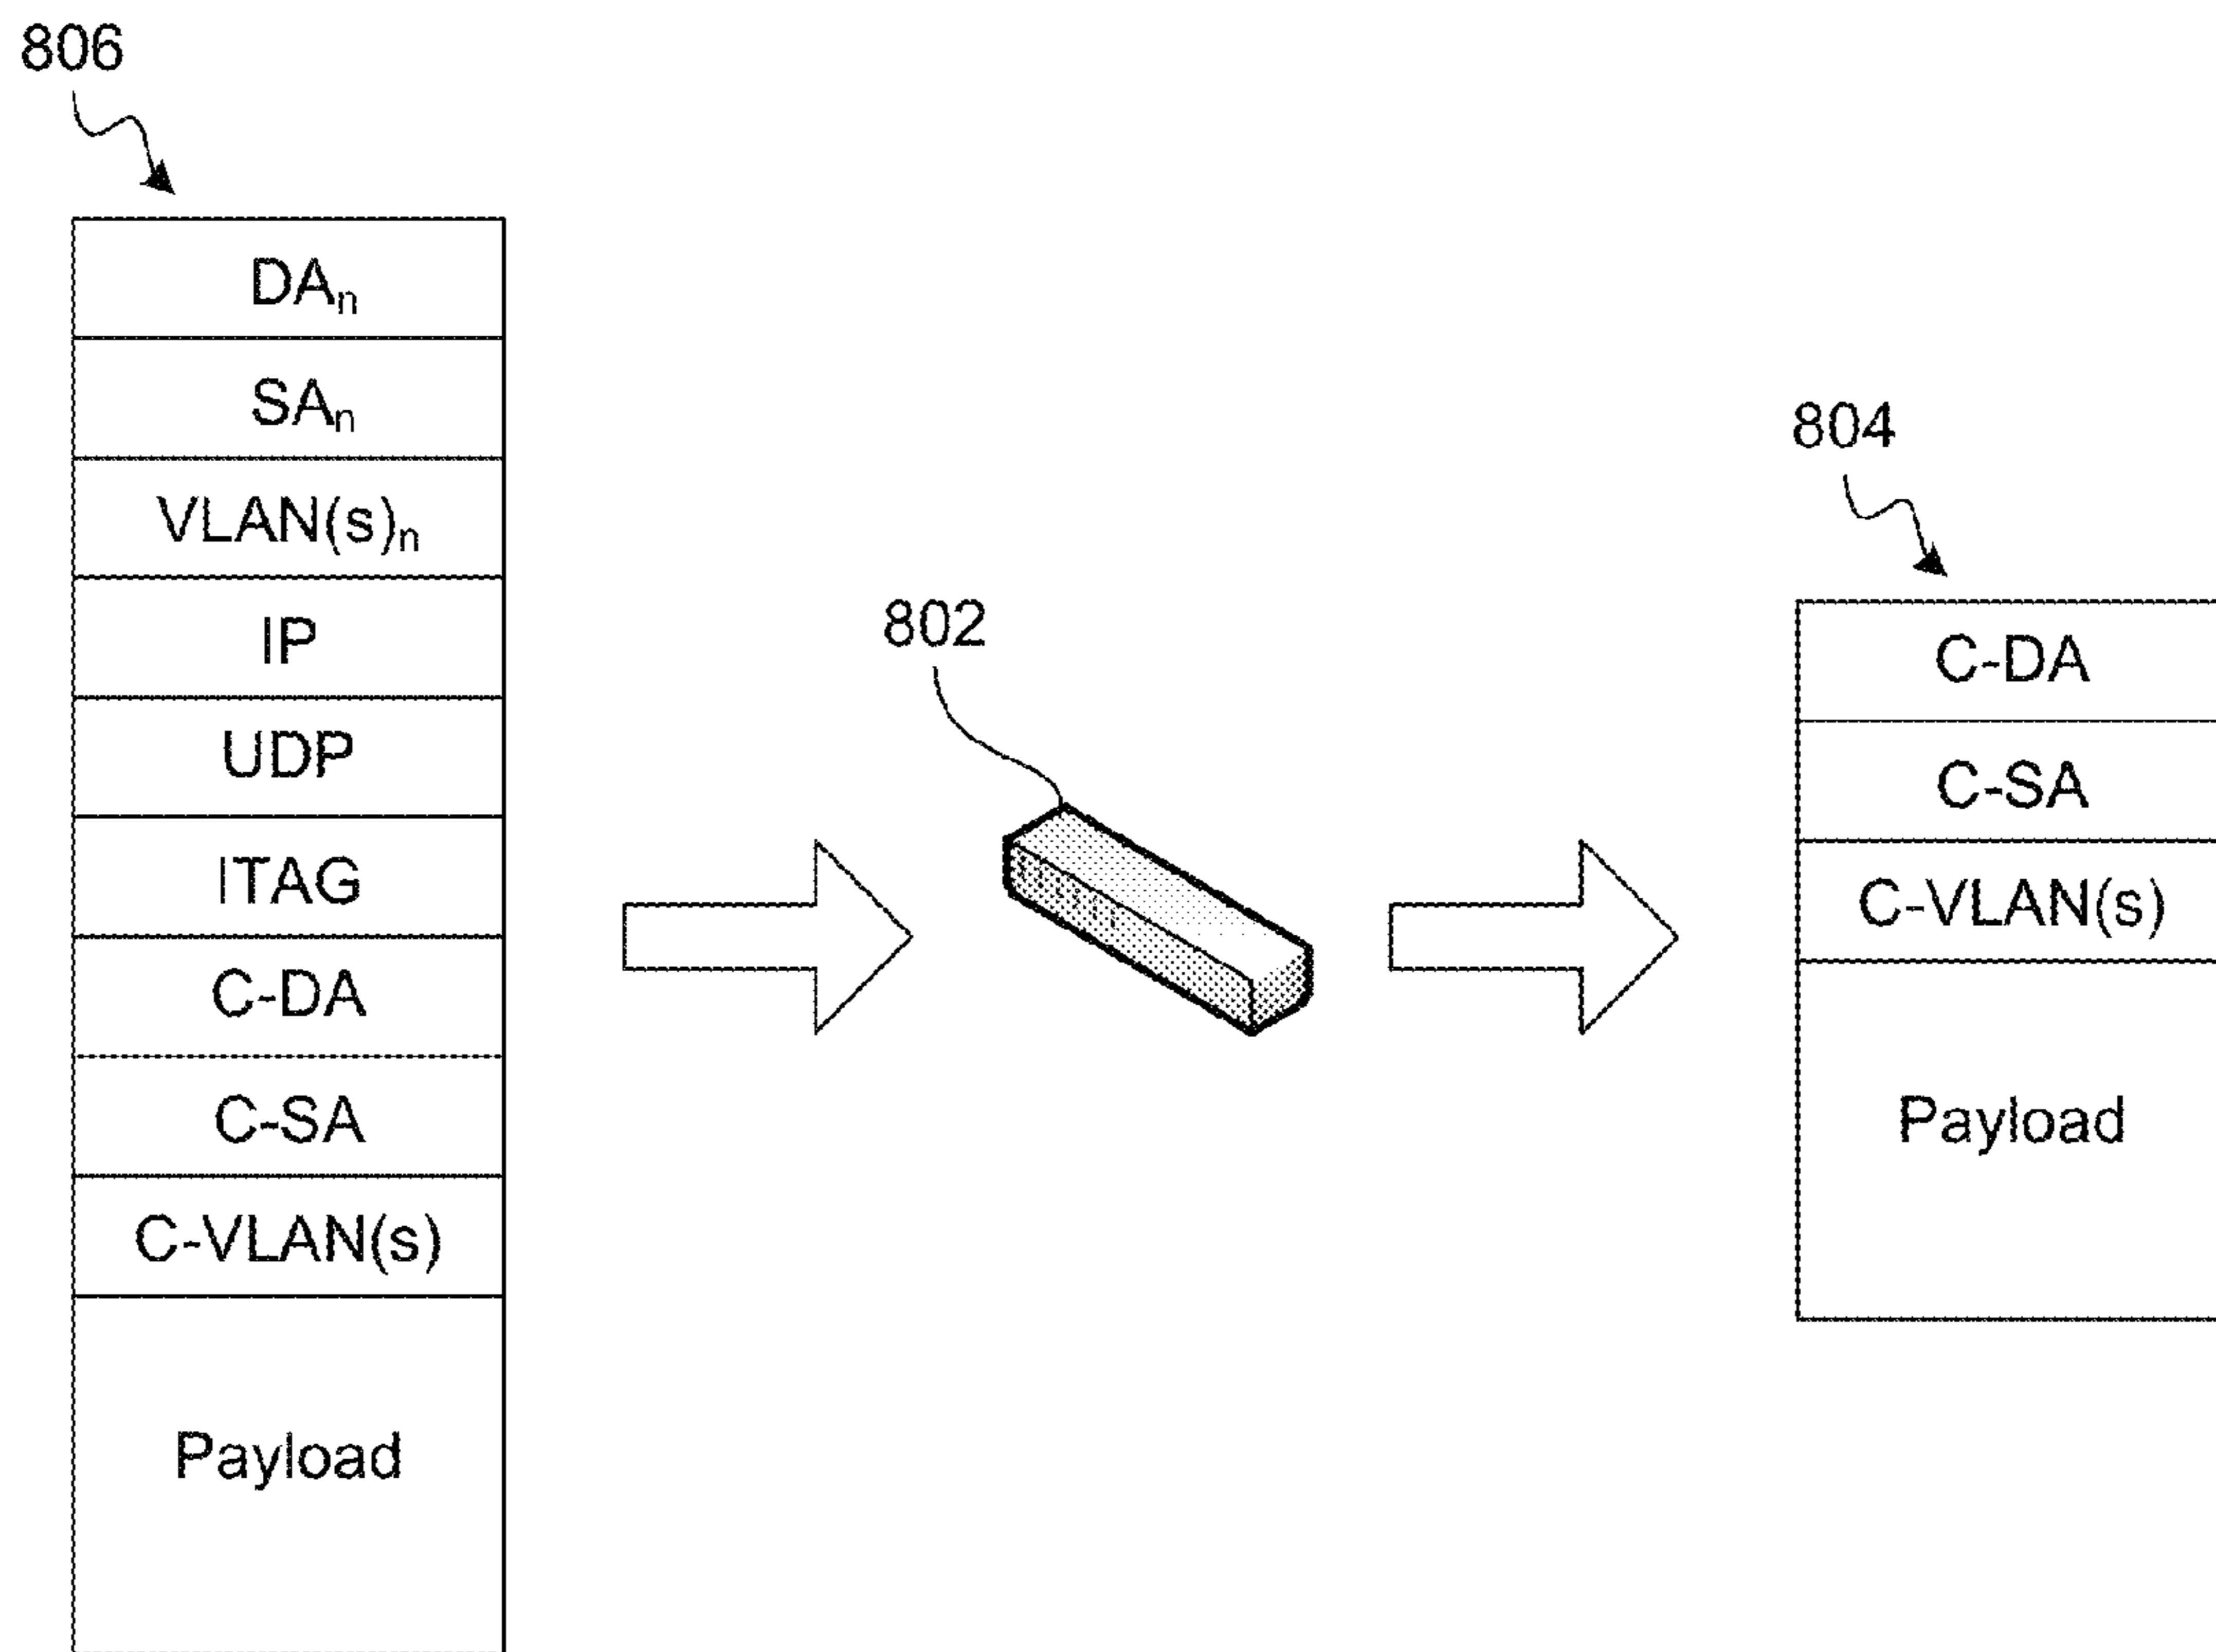 806
DAn
SAn
VLAN(s)n
IP
UDP
ITAG
C-DA
C-SA
C-VLAN(s)
Payload
802
804
C-DA
C-SA
C-VLAN(s)
Payload